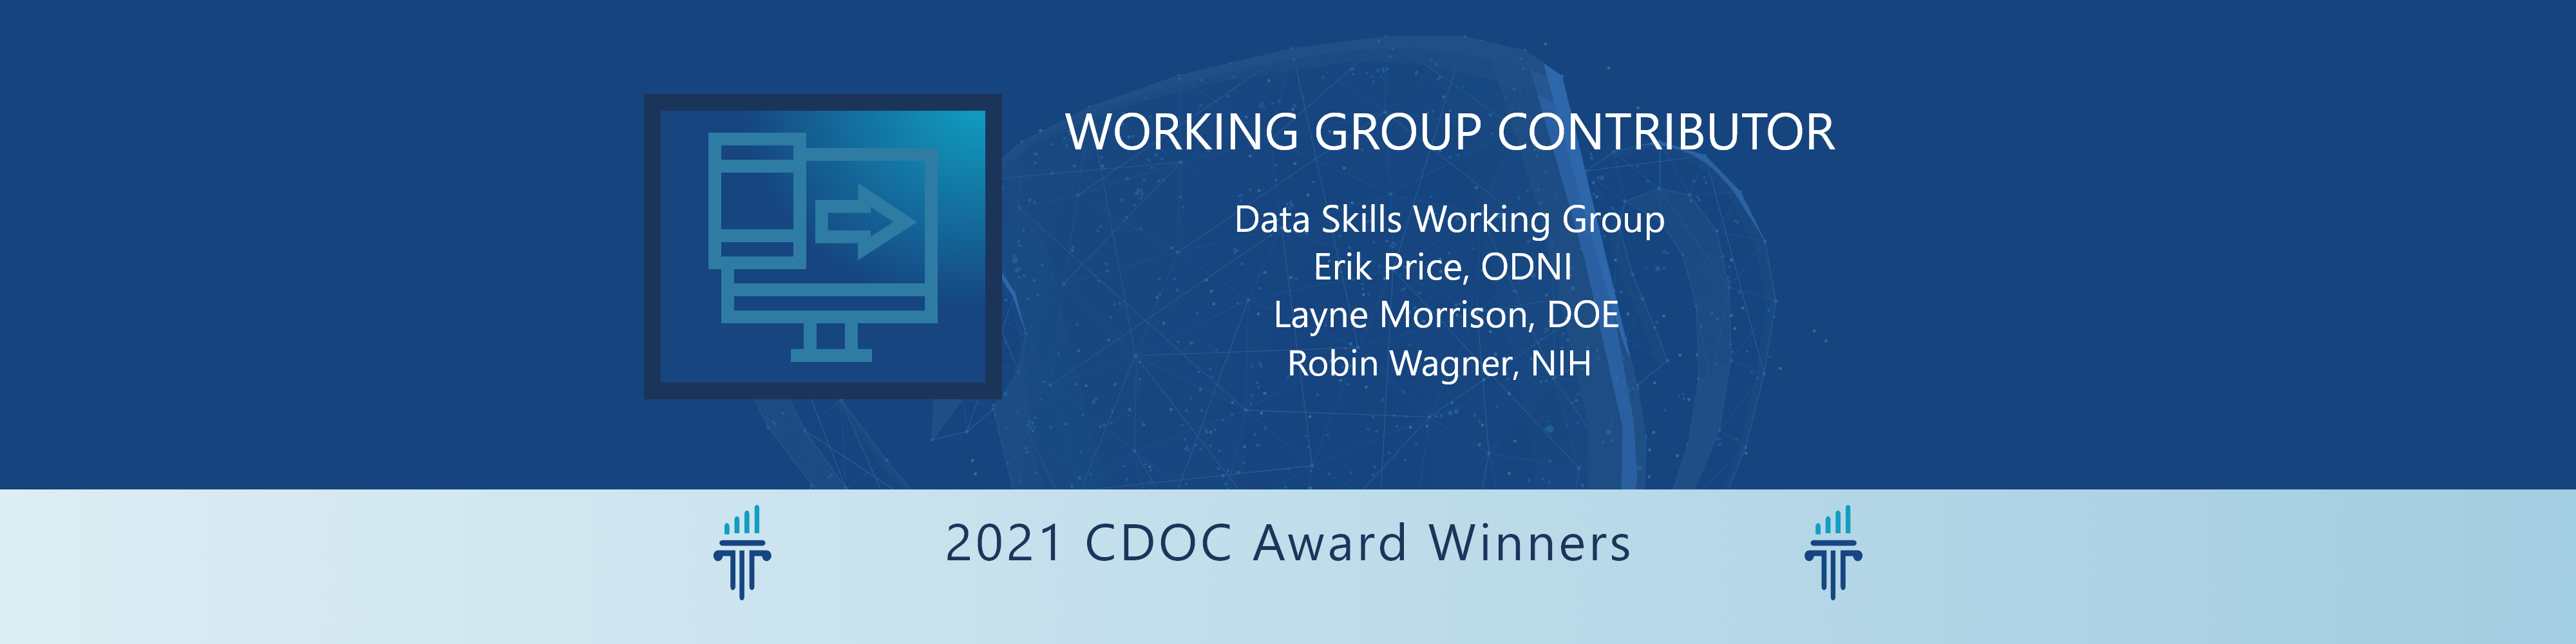 WORKING GROUP CONTRIBUTOR
Data Skills Working Group
Erik Price, ODNI
Layne Morrison, DOE
Robin Wagner, NIH
2021 CDOC Award Winners